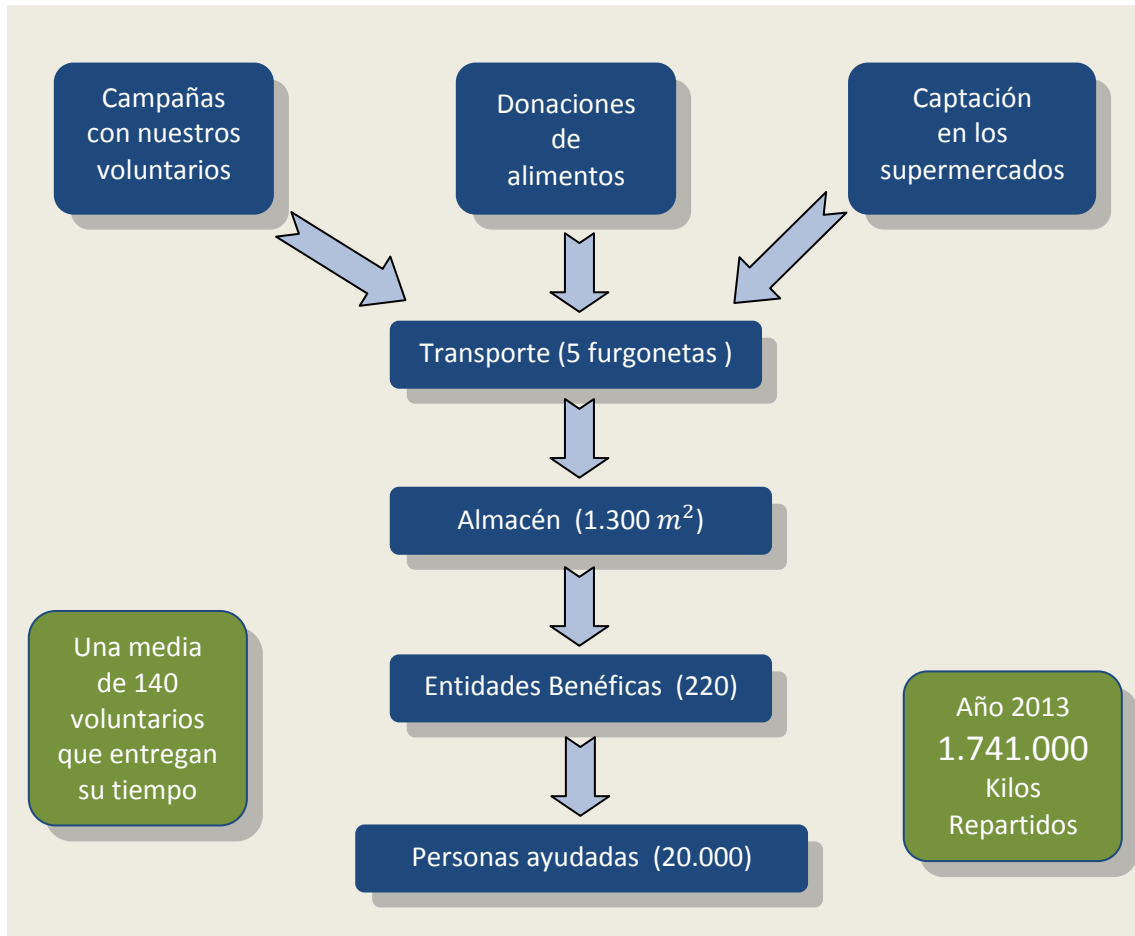 Campañas
con nuestros
voluntarios
Donaciones
de
alimentos
Captación
en los
supermercados
Transporte (5 furgonetas )
Almacén (1.300 m²)
Entidades Benéficas (220)
Una media
de 140
voluntarios
que entregan
su tiempo
Año 2013
1.741.000
Kilos
Repartidos
Personas ayudadas (20.000)